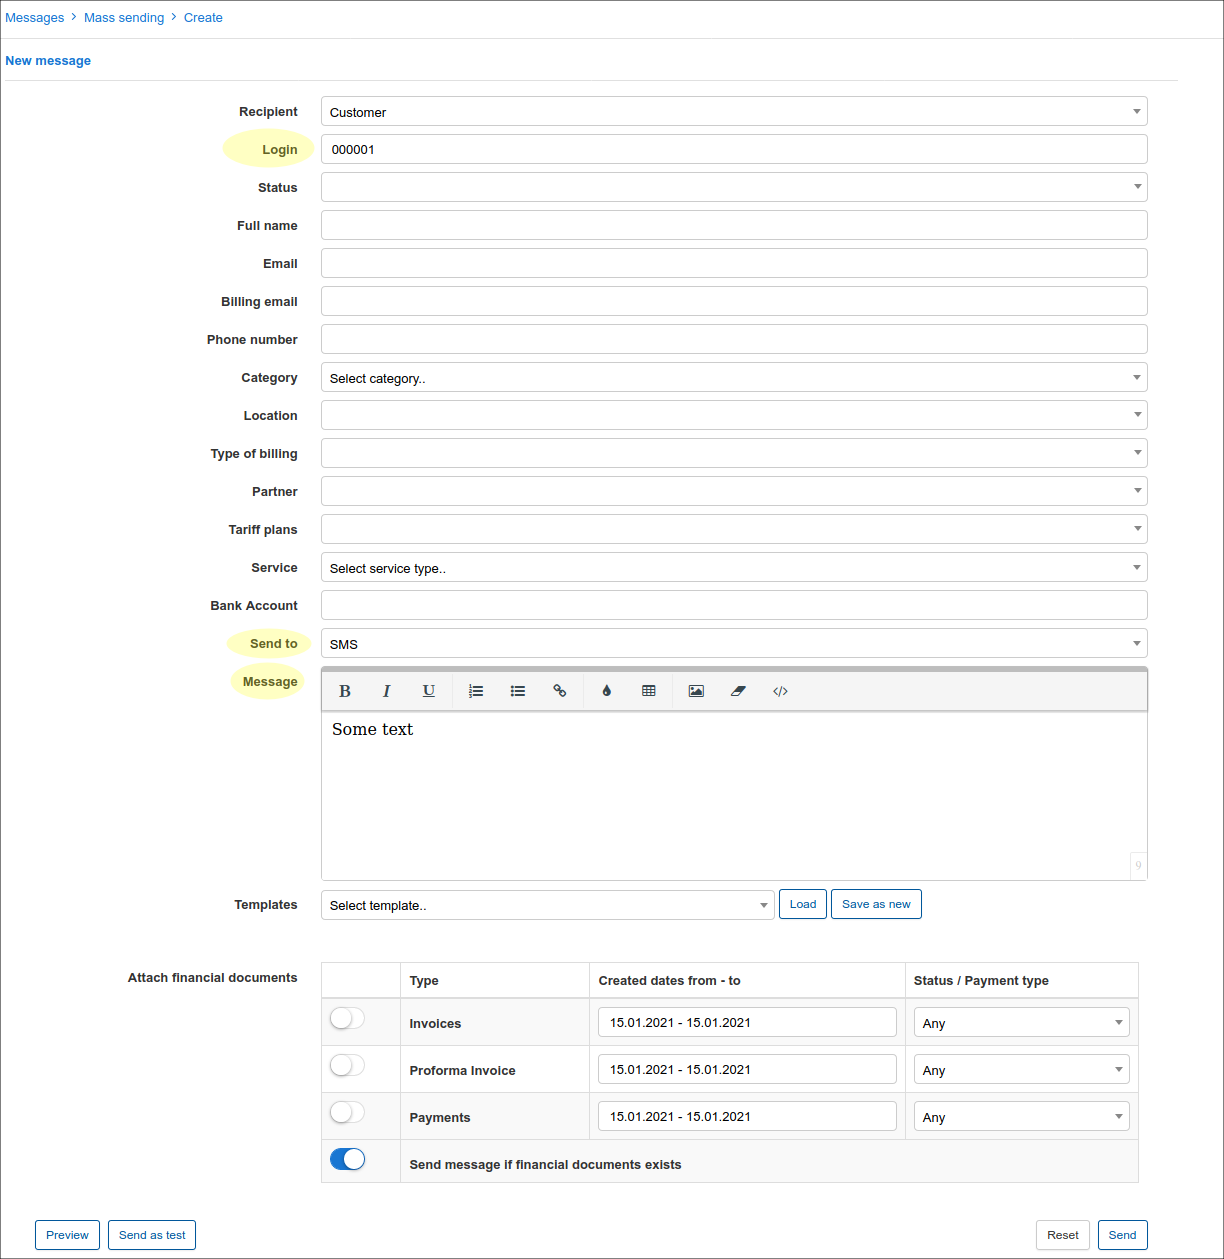 Messages > Mass sending > Create
New message
Recipient Customer
Login 000001
Status
Full name
Email
Billing email
Phone number
Category Select category..
Location
Type of billing
Partner
Tariff plans
Service Select service type..
Bank Account
Send to SMS
Message B I U </>
Some text
9
Templates Select template.. Load Save as new
Attach financial documents Type Created dates from - to Status / Payment type
Invoices 15.01.2021 - 15.01.2021 Any
Proforma Invoice 15.01.2021 - 15.01.2021 Any
Payments 15.01.2021 - 15.01.2021 Any
Send message if financial documents exists
Preview Send as test Reset Send